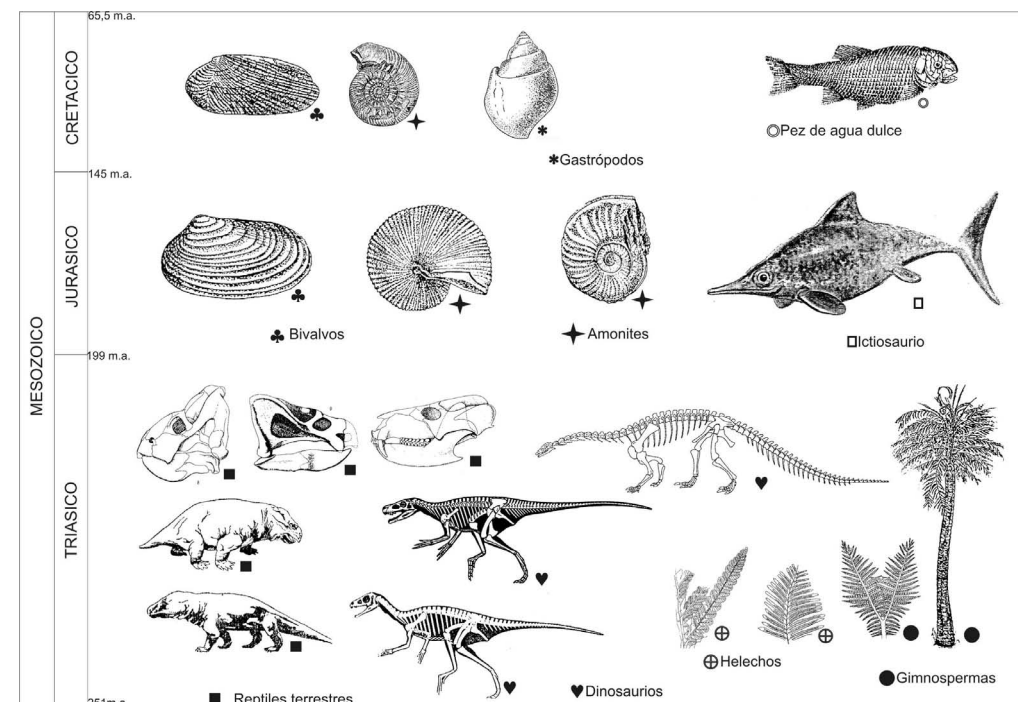 65,5 m.a.
CRETACICO
✱Gastrópodos
Pez de agua dulce
145 m.a.
JURASICO
♣ Bivalvos
Amonites
Ictiosaurio
199 m.a.
MESOZOICO
TRIASICO
Helechos
Gimnospermas
♥Dinosaurios
■ Reptiles terrestres
251m.a.